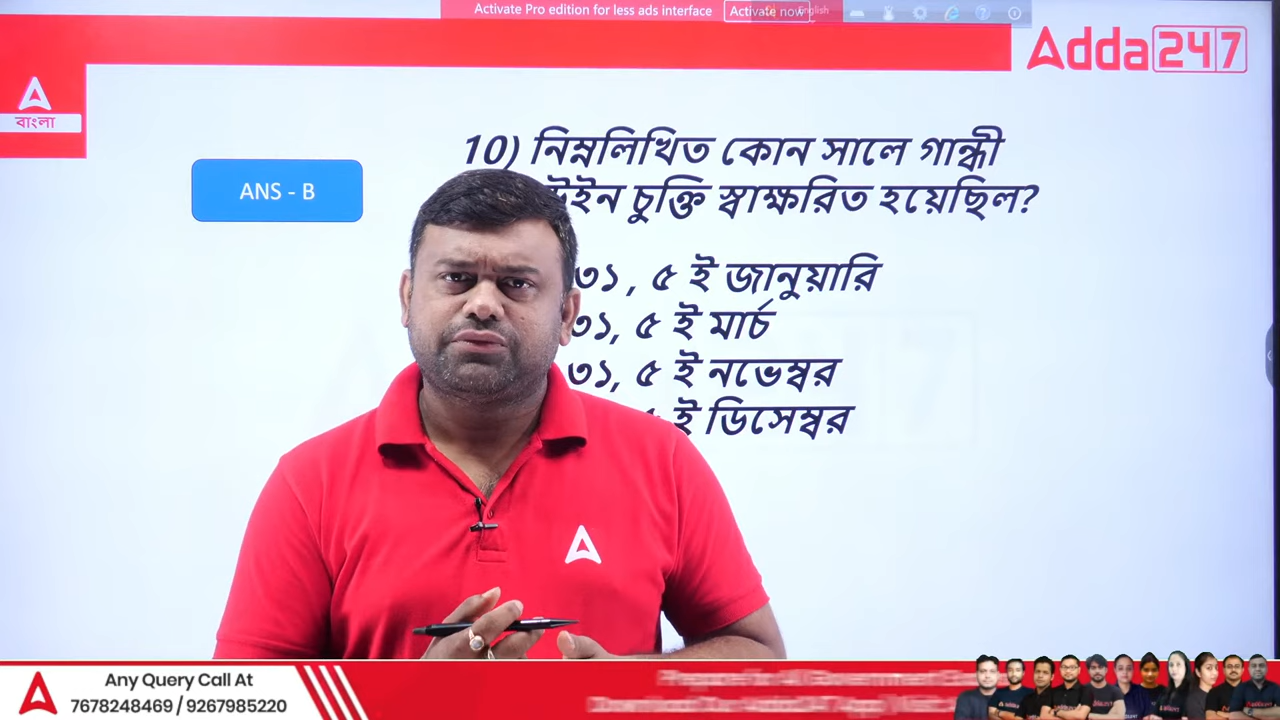 Activate Pro edition for less ads interface
Activate now
English
Adda247
বাংলা
ANS - B
10) নিম্নলিখিত কোন সালে গান্ধী
চুক্তি স্বাক্ষরিত হয়েছিল?
৩১, ৫ ই জানুয়ারি
৩১, ৫ ই মার্চ
৩১, ৫ ই নভেম্বর
ই ডিসেম্বর
Any Query Call At
7678248469 / 9267985220